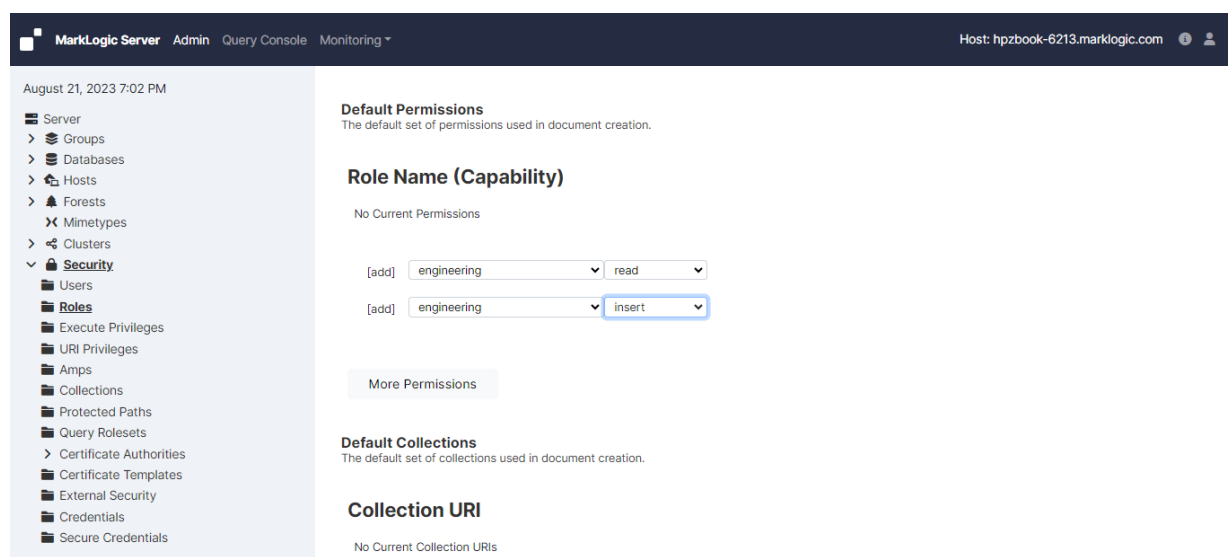 MarkLogic Server Admin Query Console Monitoring
Host: hpzbook-6213.marklogic.com
August 21, 2023 7:02 PM
Server
Groups
Databases
Hosts
Forests
Mimetypes
Clusters
Security
Users
Roles
Execute Privileges
URI Privileges
Amps
Collections
Protected Paths
Query Rolesets
Certificate Authorities
Certificate Templates
External Security
Credentials
Secure Credentials
Default Permissions
The default set of permissions used in document creation.
Role Name (Capability)
No Current Permissions
[add] engineering read
[add] engineering insert
More Permissions
Default Collections
The default set of collections used in document creation.
Collection URI
No Current Collection URIs